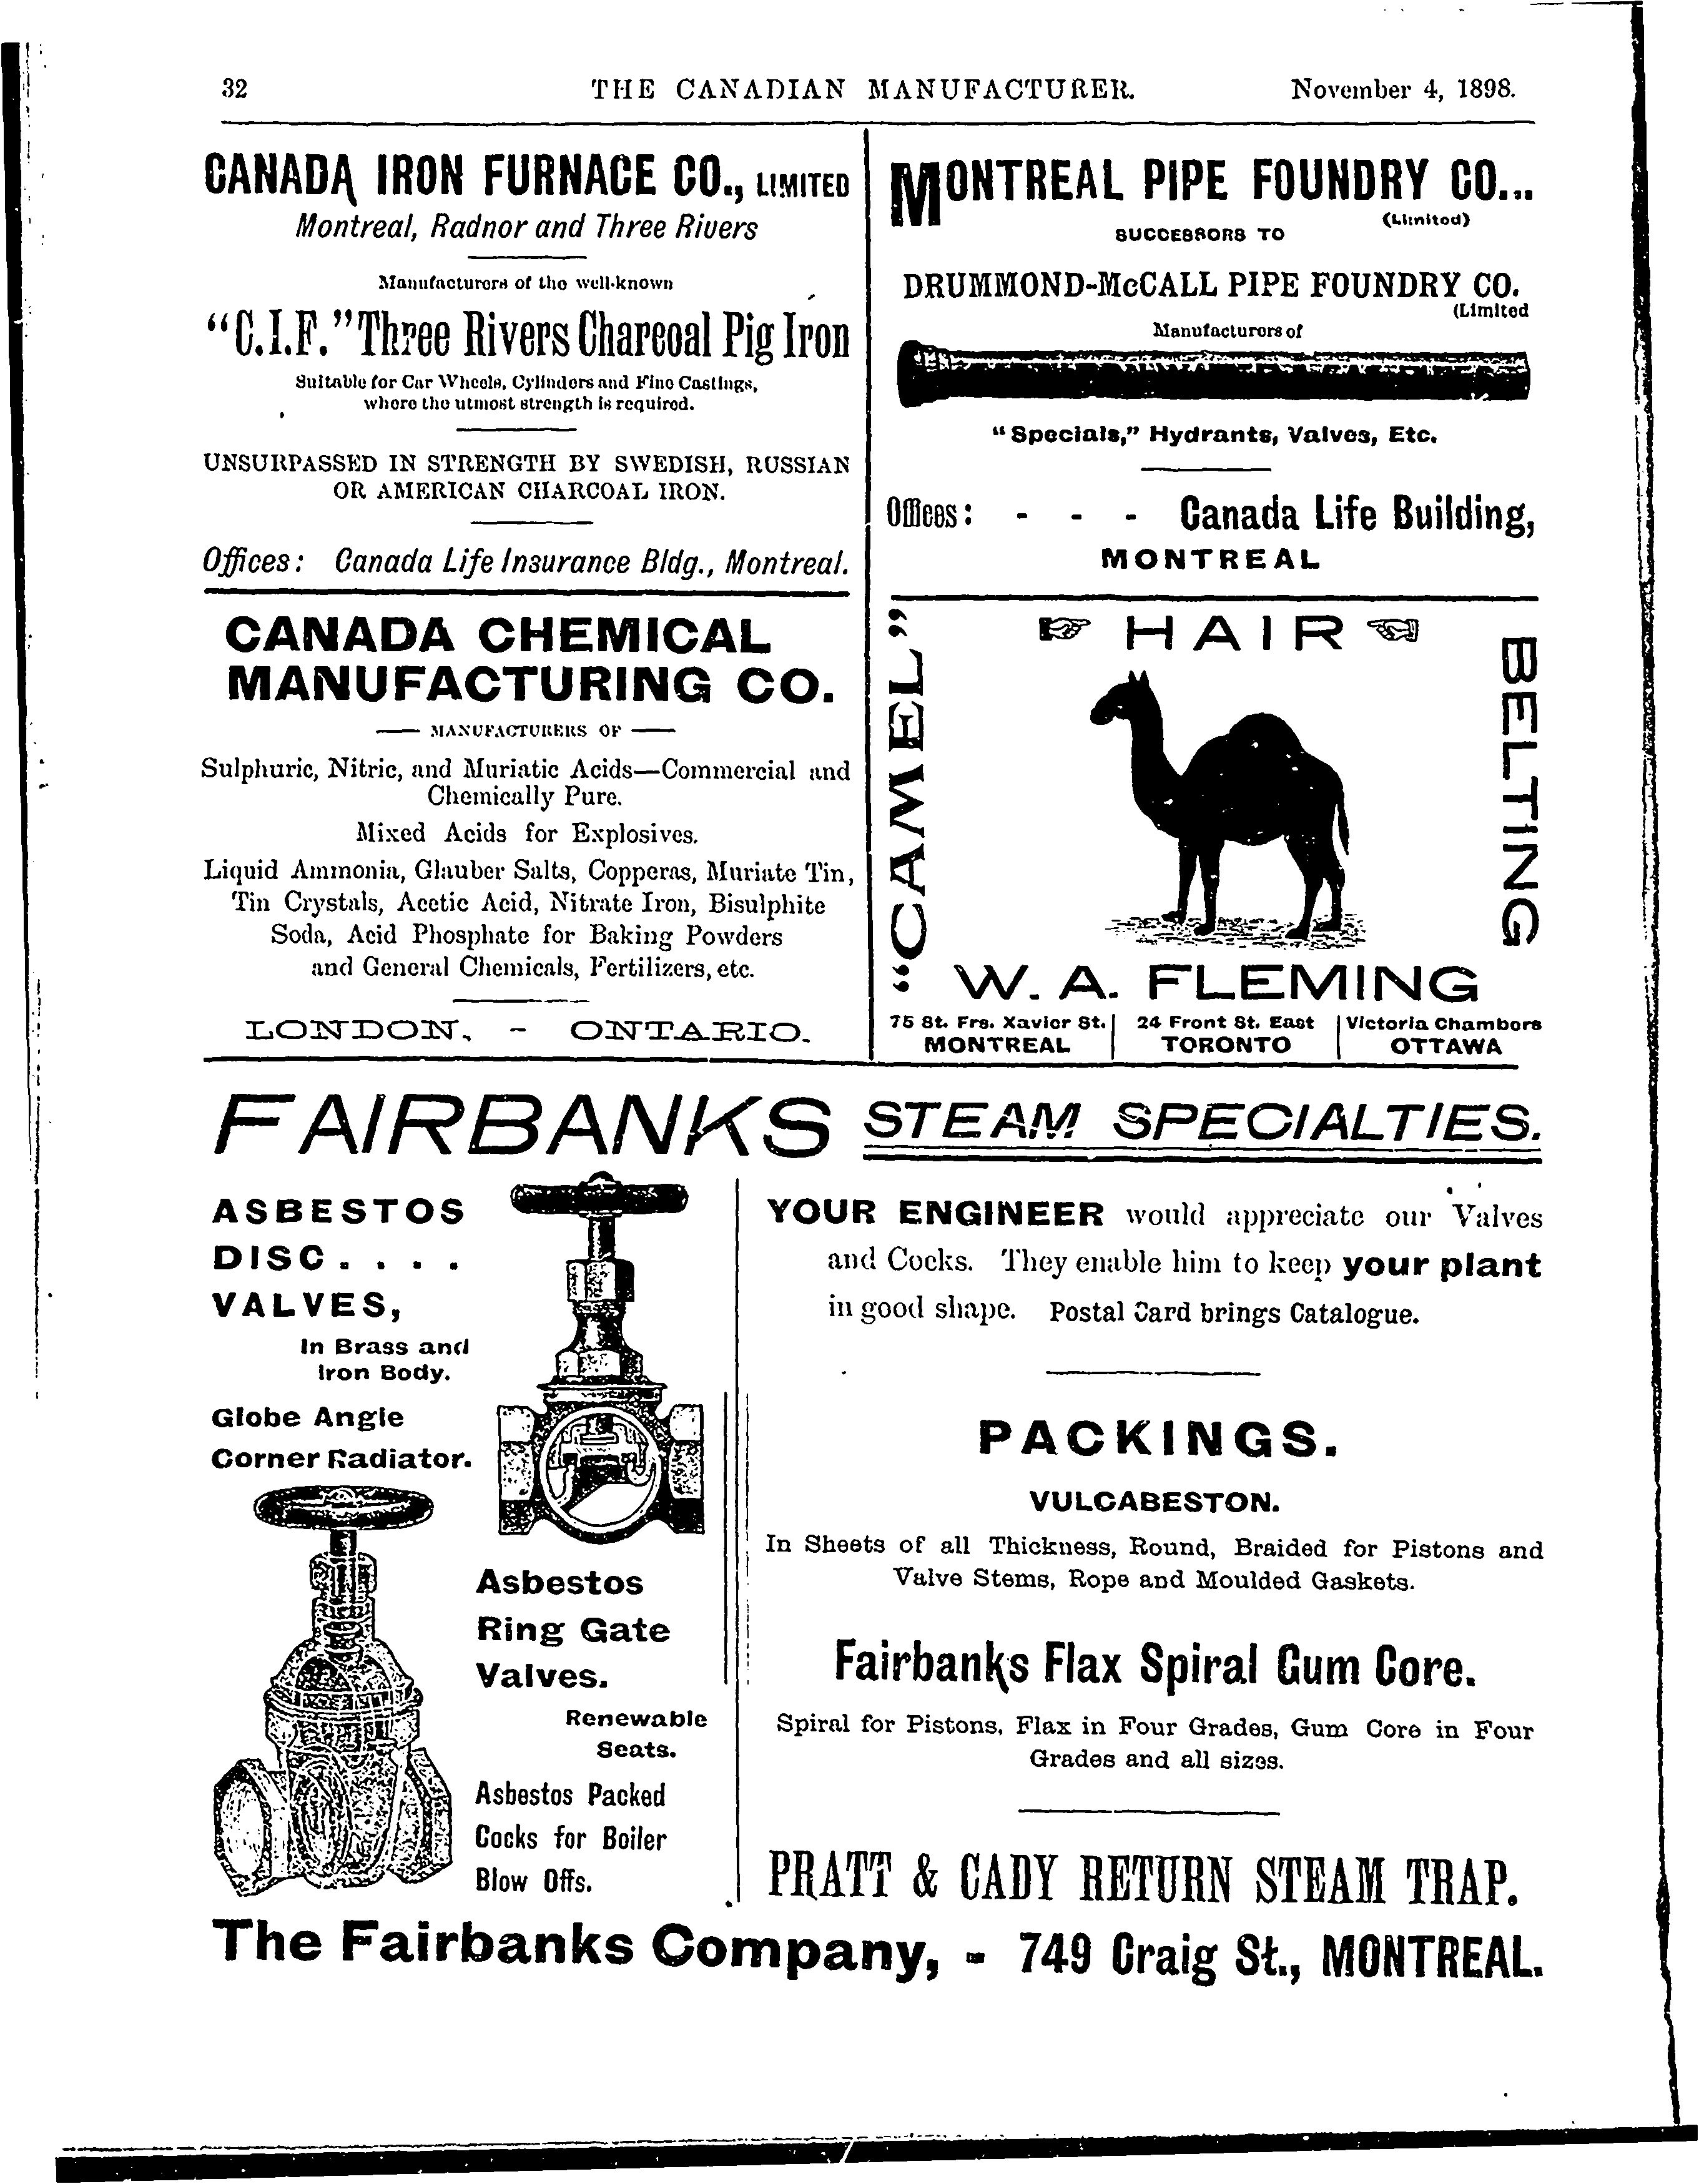 32 THE CANADIAN MANUFACTURER. November 4, 1898.
CANADA IRON FURNACE CO., LIMITED
Montreal, Radnor and Three Rivers
Manufacturers of the well-known
"C.I.F." Three Rivers Charcoal Pig Iron
Suitable for Car Wheels, Cylinders and Fine Castings,
where the utmost strength is required.
UNSURPASSED IN STRENGTH BY SWEDISH, RUSSIAN
OR AMERICAN CHARCOAL IRON.
Offices: Canada Life Insurance Bldg., Montreal.
MONTREAL PIPE FOUNDRY CO...
(Limited)
SUCCESSORS TO
DRUMMOND-McCALL PIPE FOUNDRY CO.
(Limited
Manufacturers of
"Specials," Hydrants, Valves, Etc.
Offices: - - - Canada Life Building,
MONTREAL
CANADA CHEMICAL
MANUFACTURING CO.
— MANUFACTURERS OF —
Sulphuric, Nitric, and Muriatic Acids—Commercial and
Chemically Pure.
Mixed Acids for Explosives.
Liquid Ammonia, Glauber Salts, Copperas, Muriate Tin,
Tin Crystals, Acetic Acid, Nitrate Iron, Bisulphite
Soda, Acid Phosphate for Baking Powders
and General Chemicals, Fertilizers, etc.
LONDON, - ONTARIO.
"CAMEL"
HAIR
BELTING
W. A. FLEMING
75 St. Frs. Xavier St. 24 Front St. East Victoria Chambers
MONTREAL TORONTO OTTAWA
FAIRBANKS STEAM SPECIALTIES.
ASBESTOS
DISC....
VALVES,
In Brass and
Iron Body.
Globe Angle
Corner Radiator.
Asbestos
Ring Gate
Valves.
Renewable
Seats.
Asbestos Packed
Cocks for Boiler
Blow Offs.
YOUR ENGINEER would appreciate our Valves
and Cocks. They enable him to keep your plant
in good shape. Postal Card brings Catalogue.
PACKINGS.
VULCABESTON.
In Sheets of all Thickness, Round, Braided for Pistons and
Valve Stems, Rope and Moulded Gaskets.
Fairbanks Flax Spiral Gum Core.
Spiral for Pistons, Flax in Four Grades, Gum Core in Four
Grades and all sizes.
PRATT & CADY RETURN STEAM TRAP.
The Fairbanks Company, - 749 Craig St., MONTREAL.